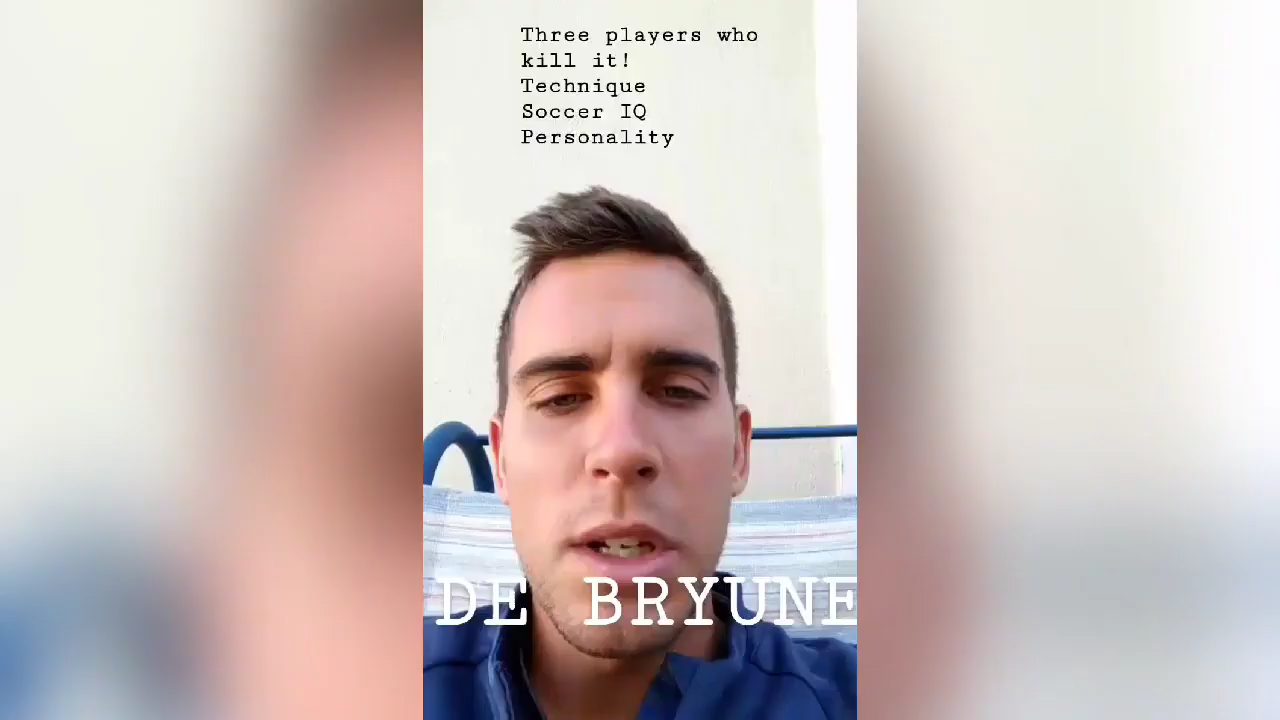 Three players who
kill it!
Technique
Soccer IQ
Personality
DE BRYUNE